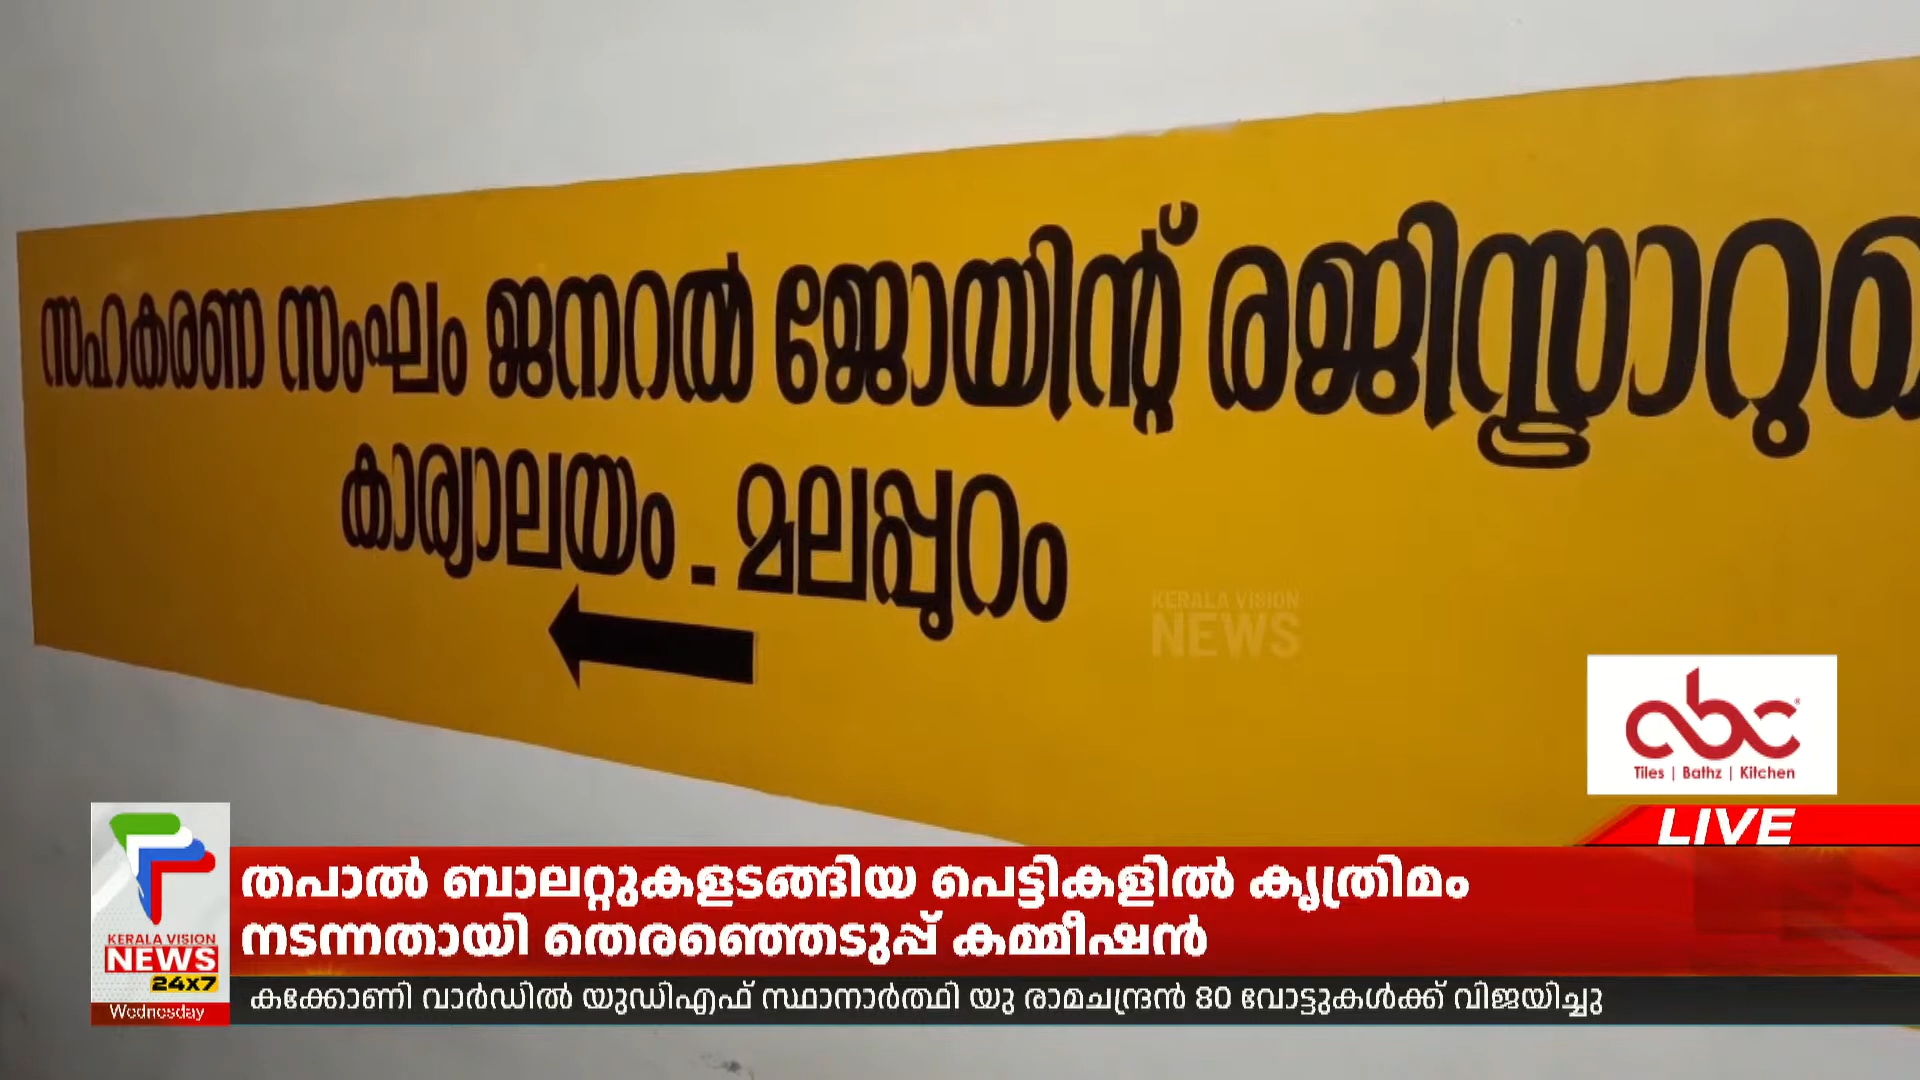 സഹകരണ സംഘം ജനറൽ ജോയിന്റ് രജിസ്ട്രാറുടെ
കാര്യാലയം - മലപ്പുറം
KERALA VISION
NEWS
abc
Tiles | Bathz | Kitchen
LIVE
തപാൽ ബാലറ്റുകളടങ്ങിയ പെട്ടികളിൽ കൃത്രിമം
നടന്നതായി തെരഞ്ഞെടുപ്പ് കമ്മീഷൻ
KERALA VISION
NEWS
24x7
Wednesday
കക്കോണി വാർഡിൽ യുഡിഎഫ് സ്ഥാനാർത്ഥി യു രാമചന്ദ്രൻ 80 വോട്ടുകൾക്ക് വിജയിച്ചു